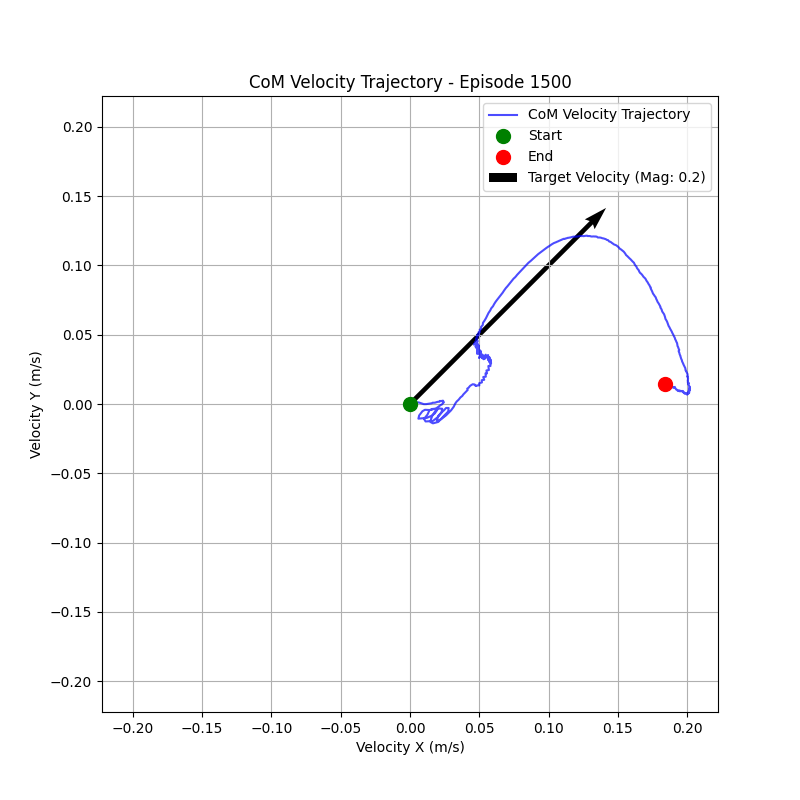 CoM Velocity Trajectory - Episode 1500
CoM Velocity Trajectory
Start
End
Target Velocity (Mag: 0.2)
0.20
0.15
0.10
0.05
0.00
−0.05
−0.10
−0.15
−0.20
Velocity Y (m/s)
−0.20 −0.15 −0.10 −0.05 0.00 0.05 0.10 0.15 0.20
Velocity X (m/s)